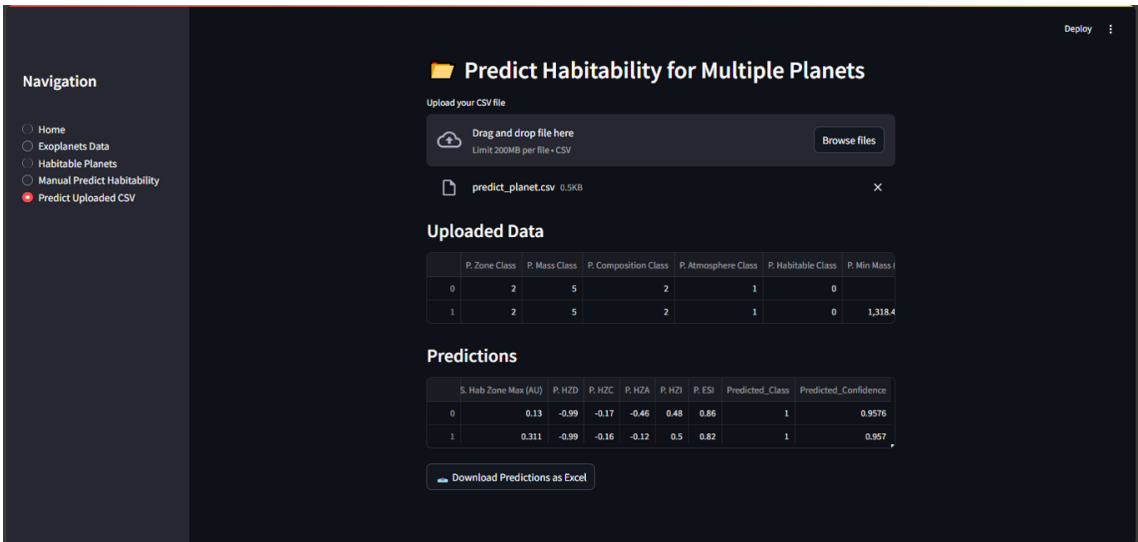 Deploy
Navigation
Home
Exoplanets Data
Habitable Planets
Manual Predict Habitability
Predict Uploaded CSV
Predict Habitability for Multiple Planets
Upload your CSV file
Drag and drop file here
Limit 200MB per file • CSV
Browse files
predict_planet.csv 0.5KB
Uploaded Data
P. Zone Class P. Mass Class P. Composition Class P. Atmosphere Class P. Habitable Class P. Min Mass (
0 2 5 2 1 0
1 2 5 2 1 0 1,318.4
Predictions
S. Hab Zone Max (AU) P. HZD P. HZC P. HZA P. HZI P. ESI Predicted_Class Predicted_Confidence
0 0.13 -0.99 -0.17 -0.46 0.48 0.86 1 0.9576
1 0.311 -0.99 -0.16 -0.12 0.5 0.82 1 0.957
Download Predictions as Excel